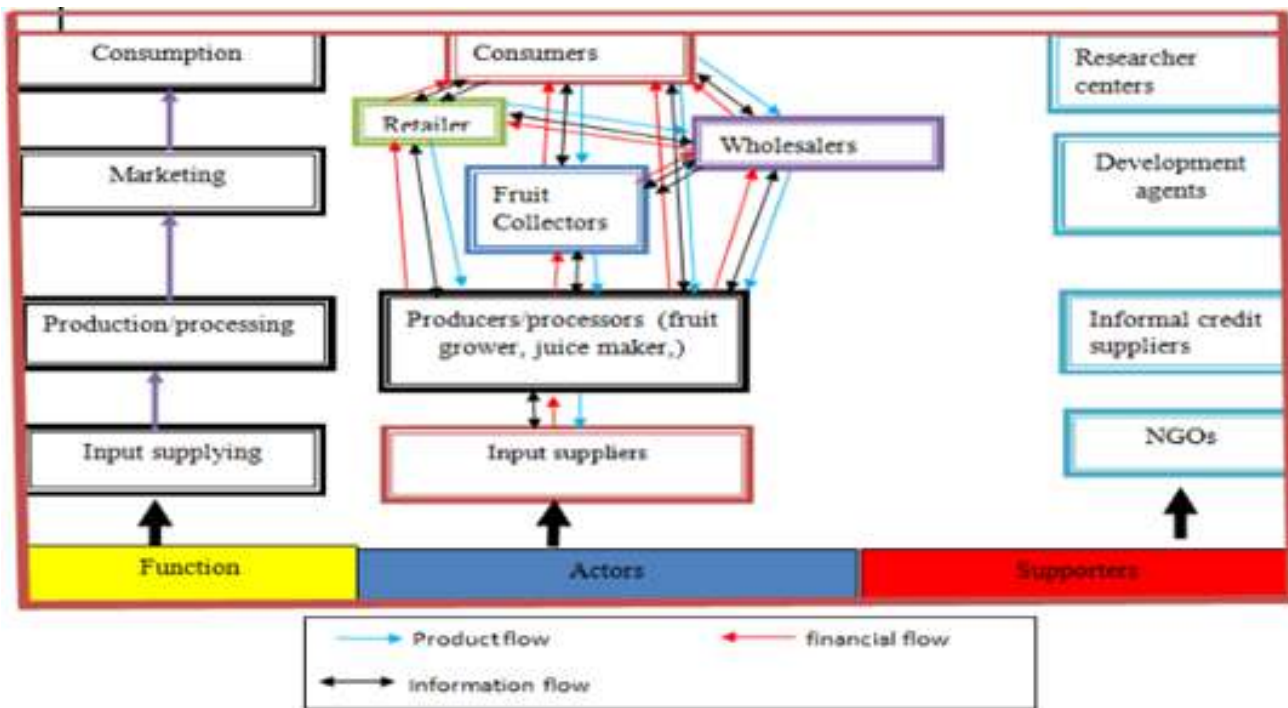 Consumption
Marketing
Production/processing
Input supplying
Consumers
Retailer
Wholesalers
Fruit
Collectors
Producers/processors (fruit
grower, juice maker,)
Input suppliers
Researcher
centers
Development
agents
Informal credit
suppliers
NGOs
Function
Actors
Supporters
Product flow
financial flow
Information flow